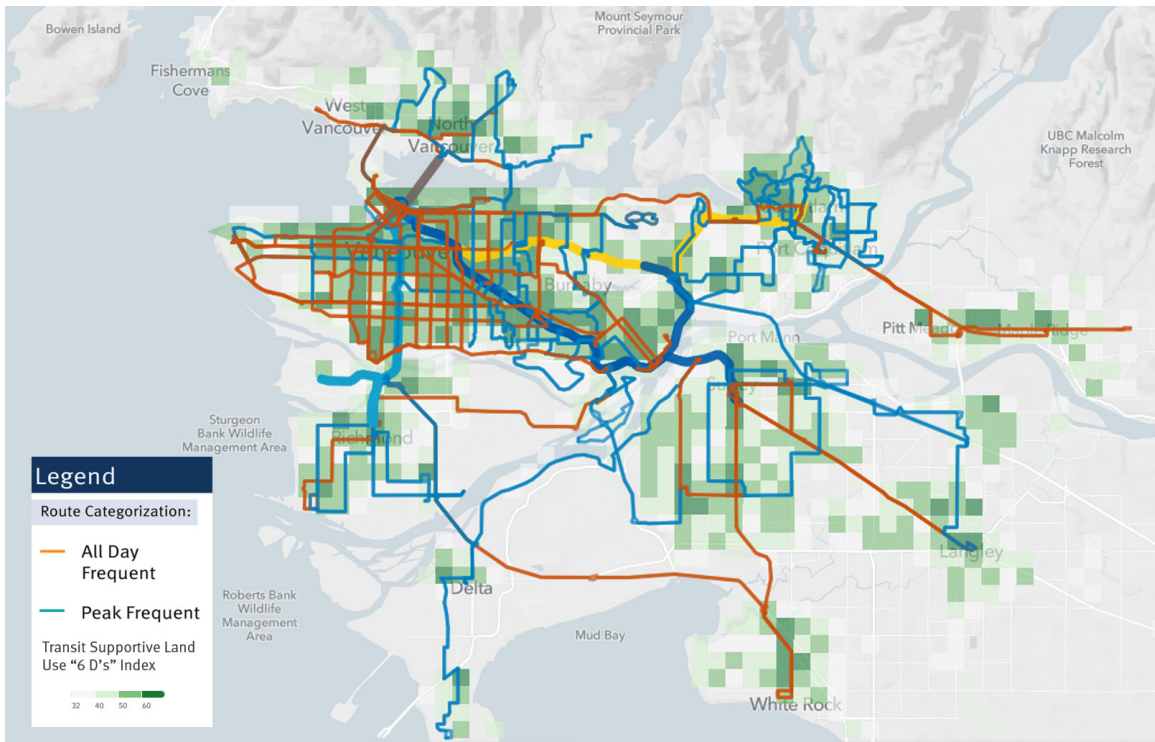 Bowen Island
Mount Seymour
Provincial Park
Fishermans
Cove
West
Vancouver
North
Vancouver
UBC Malcolm
Knapp Research
Forest
Coquitlam
Vancouver
Port Coquitlam
Burnaby
Pitt Meadows
Maple Ridge
Port Mann
Surrey
Sturgeon
Bank Wildlife
Management Area
Richmond
Legend
Route Categorization:
All Day
Frequent
Peak Frequent
Transit Supportive Land
Use “6 D’s” Index
32 40 50 60
Langley
Delta
Roberts Bank
Wildlife
Management
Area
Mud Bay
White Rock